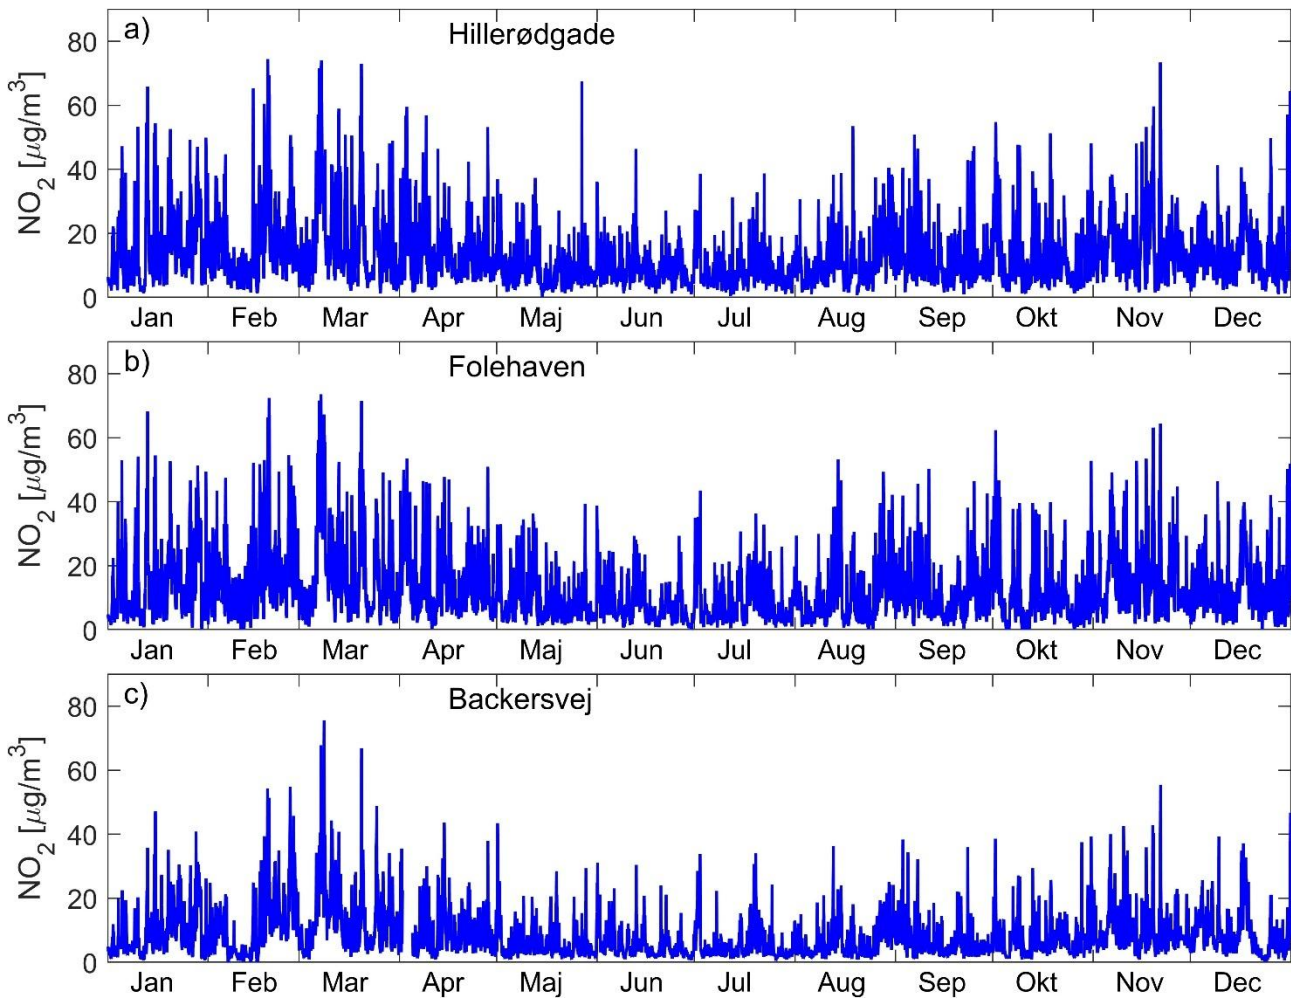 a) Hillerødgade
NO2 [µg/m3]
80
60
40
20
0
Jan Feb Mar Apr Maj Jun Jul Aug Sep Okt Nov Dec
b) Folehaven
NO2 [µg/m3]
80
60
40
20
0
Jan Feb Mar Apr Maj Jun Jul Aug Sep Okt Nov Dec
c) Backersvej
NO2 [µg/m3]
80
60
40
20
0
Jan Feb Mar Apr Maj Jun Jul Aug Sep Okt Nov Dec